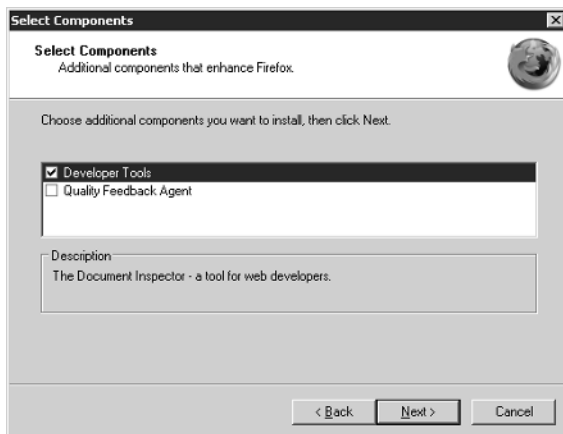 Select Components
Select Components
Additional components that enhance Firefox.
Choose additional components you want to install, then click Next.
Developer Tools
Quality Feedback Agent
Description
The Document Inspector - a tool for web developers.
< Back
Next >
Cancel